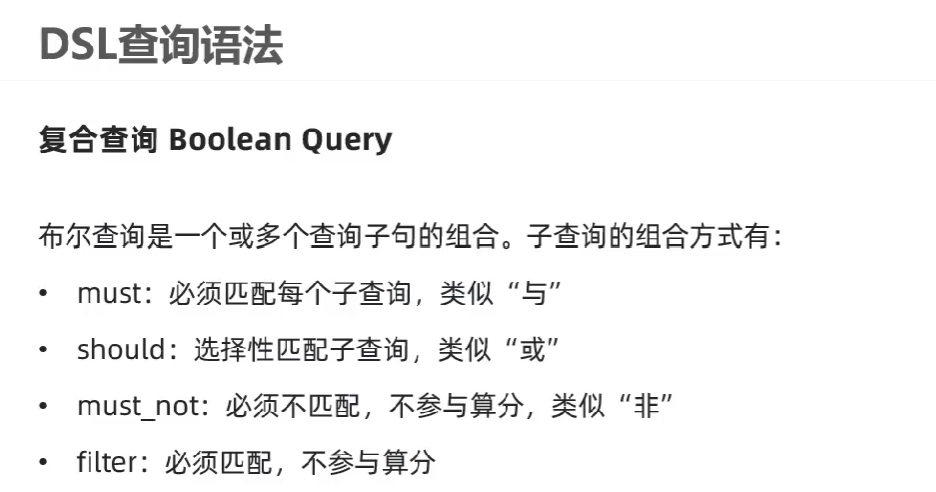 DSL查询语法
复合查询 Boolean Query
布尔查询是一个或多个查询子句的组合。子查询的组合方式有：
• must：必须匹配每个子查询，类似“与”
• should：选择性匹配子查询，类似“或”
• must_not：必须不匹配，不参与算分，类似“非”
• filter：必须匹配，不参与算分